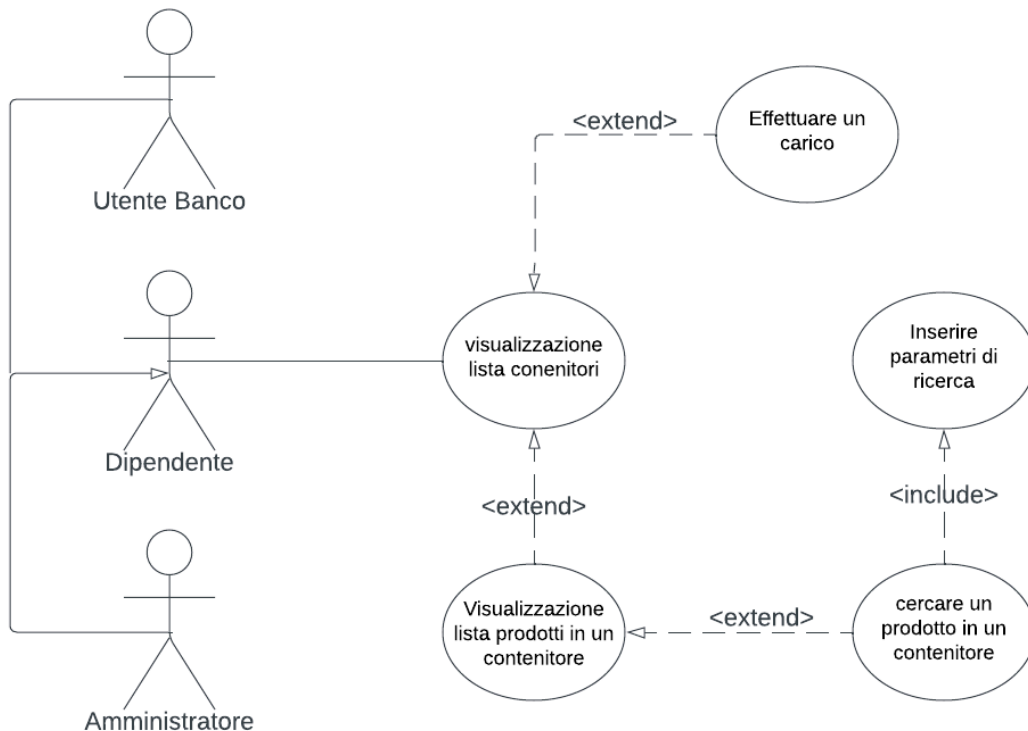 Utente Banco
<extend>
Effettuare un
carico
Dipendente
visualizzazione
lista conenitori
Inserire
parametri di
ricerca
<extend>
<include>
Amministratore
Visualizzazione
lista prodotti in un
contenitore
<extend>
cercare un
prodotto in un
contenitore